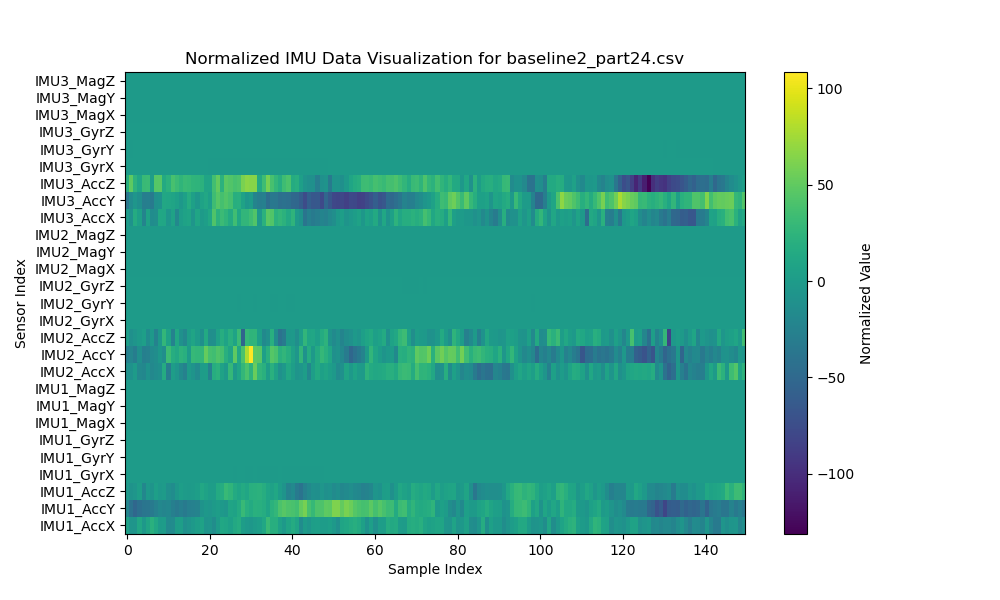 Normalized IMU Data Visualization for baseline2_part24.csv
IMU3_MagZ
IMU3_MagY
IMU3_MagX
IMU3_GyrZ
IMU3_GyrY
IMU3_GyrX
IMU3_AccZ
IMU3_AccY
IMU3_AccX
IMU2_MagZ
IMU2_MagY
IMU2_MagX
IMU2_GyrZ
IMU2_GyrY
IMU2_GyrX
IMU2_AccZ
IMU2_AccY
IMU2_AccX
IMU1_MagZ
IMU1_MagY
IMU1_MagX
IMU1_GyrZ
IMU1_GyrY
IMU1_GyrX
IMU1_AccZ
IMU1_AccY
IMU1_AccX
Sensor Index
0 20 40 60 80 100 120 140
Sample Index
100
50
0
−50
−100
Normalized Value